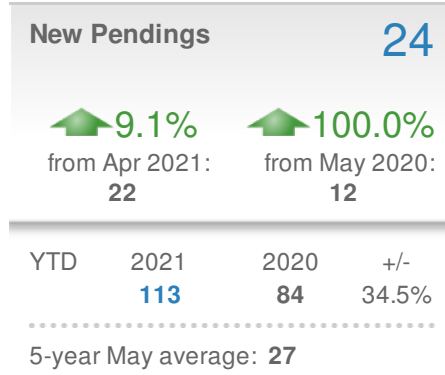 New Pendings 24
9.1% 100.0%
from Apr 2021: from May 2020:
22 12
YTD 2021 2020 +/-
113 84 34.5%
5-year May average: 27